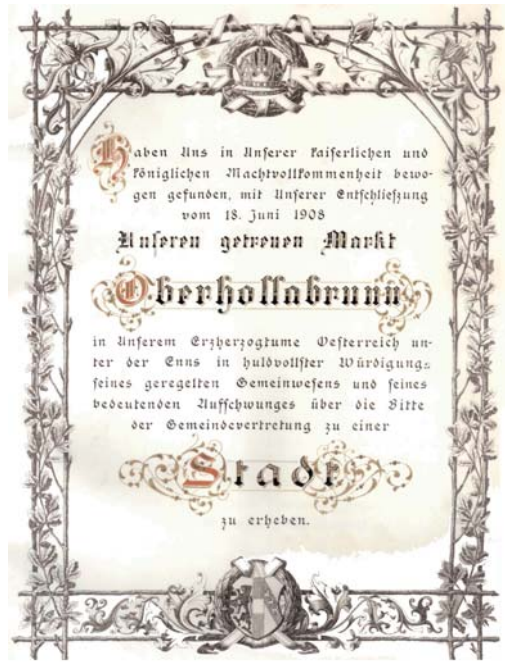 Haben Uns in Unserer kaiserlichen und
königlichen Machtvollkommenheit bewo-
gen gefunden, mit Unserer Entschließung
vom 18. Juni 1908
Unseren getreuen Markt
Oberhollabrunn
in Unserem Erzherzogtume Oesterreich un-
ter der Enns in huldvollster Würdigung
seines geregelten Gemeinwesens und seines
bedeutenden Aufschwunges über die Bitte
der Gemeindevertretung zu einer
Stadt
zu erheben.